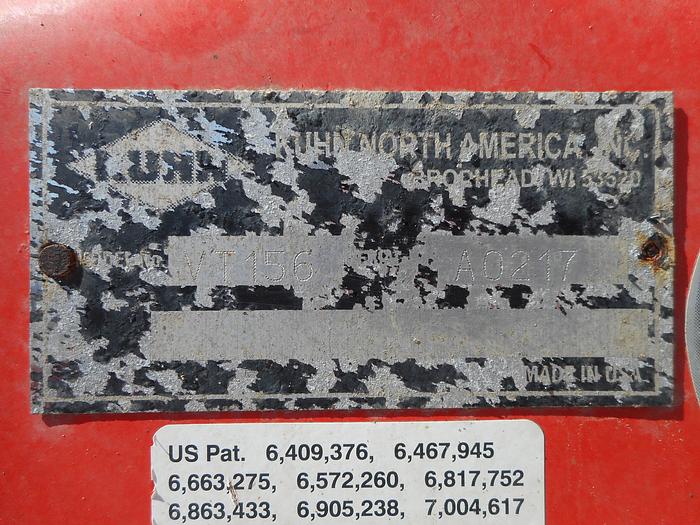 KUHN
KUHN NORTH AMERICA, INC.
BRODHEAD, WI 53520
MODEL NO. VT156 A0217
MADE IN USA
US Pat. 6,409,376, 6,467,945
6,663,275, 6,572,260, 6,817,752
6,863,433, 6,905,238, 7,004,617